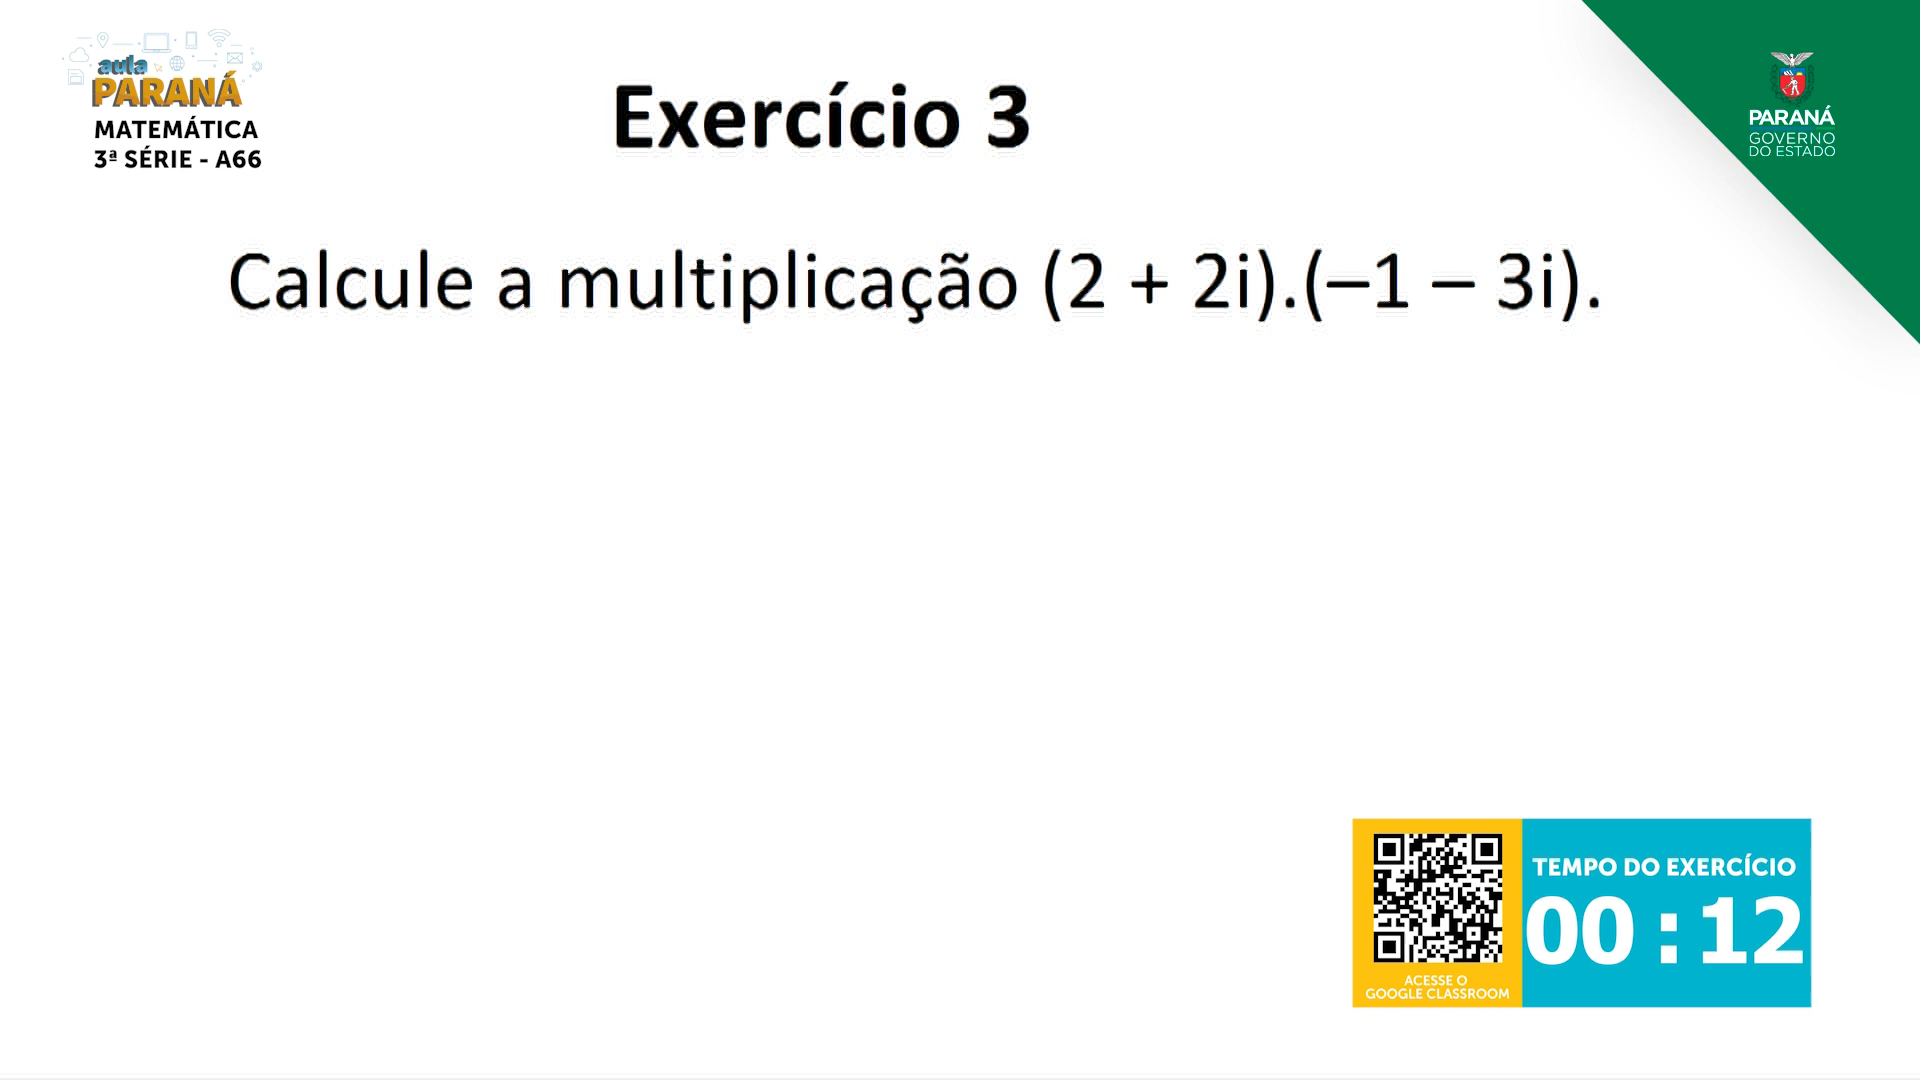 aula
PARANÁ
MATEMÁTICA
3ª SÉRIE - A66
Exercício 3
PARANÁ
GOVERNO
DO ESTADO
Calcule a multiplicação (2 + 2i).(–1 – 3i).
TEMPO DO EXERCÍCIO
00 : 12
ACESSE O
GOOGLE CLASSROOM